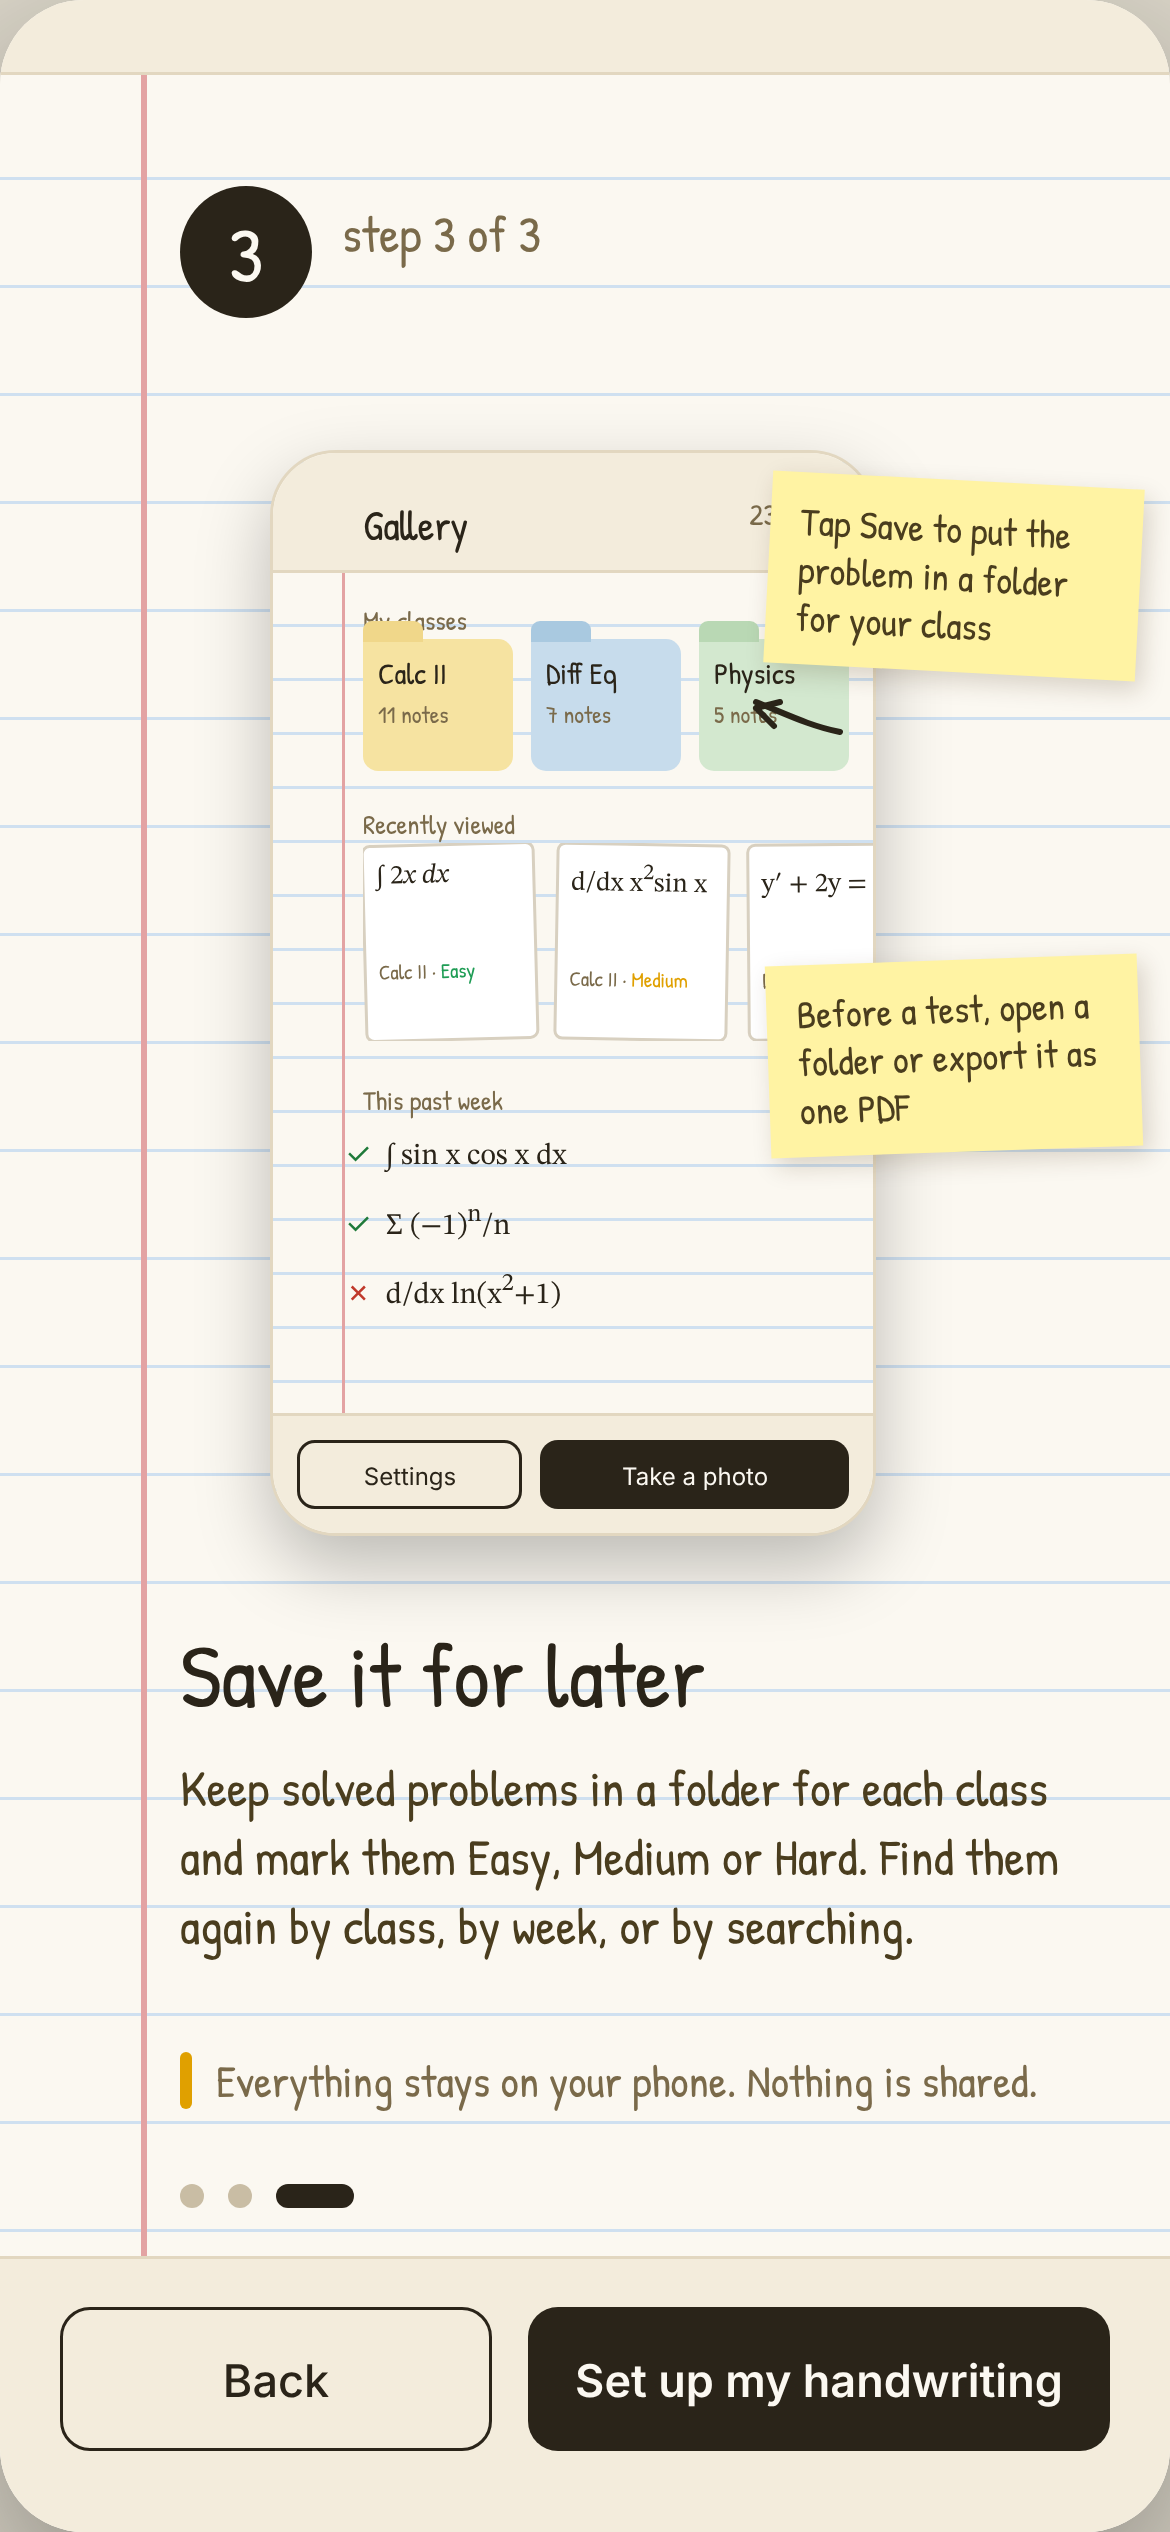 3
step 3 of 3
Gallery
23
Tap Save to put the
problem in a folder
for your class
My classes
Calc II
11 notes
Diff Eq
7 notes
Physics
5 notes
Recently viewed
∫ 2x dx
Calc II · Easy
d/dx x²sin x
Calc II · Medium
y′ + 2y =
Before a test, open a
folder or export it as
one PDF
This past week
✓ ∫ sin x cos x dx
✓ Σ (−1)ⁿ/n
✕ d/dx ln(x²+1)
Settings
Take a photo
Save it for later
Keep solved problems in a folder for each class
and mark them Easy, Medium or Hard. Find them
again by class, by week, or by searching.
Everything stays on your phone. Nothing is shared.
Back
Set up my handwriting